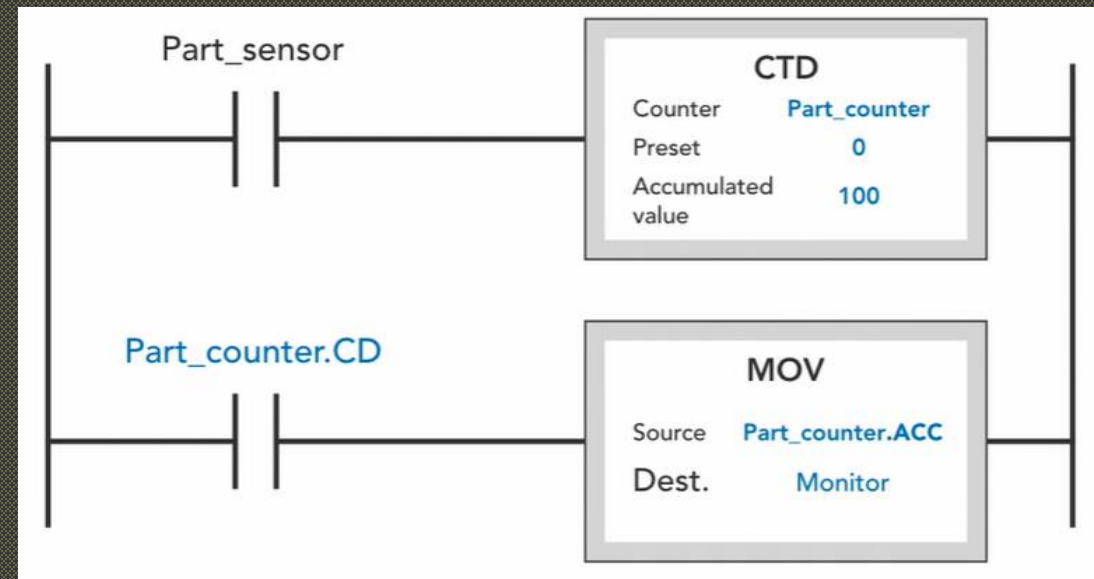 Part_sensor
CTD
Counter Part_counter
Preset 0
Accumulated
value 100
Part_counter.CD
MOV
Source Part_counter.ACC
Dest. Monitor